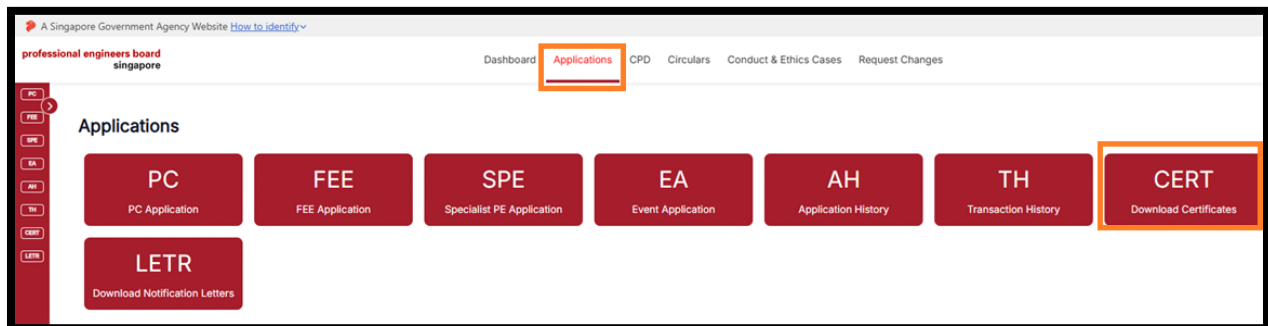 A Singapore Government Agency Website How to identify
professional engineers board
singapore
Dashboard Applications CPD Circulars Conduct & Ethics Cases Request Changes
PC
FEE
SPE
EA
AH
TH
CERT
LETR
Applications
PC FEE SPE EA AH TH CERT
PC Application FEE Application Specialist PE Application Event Application Application History Transaction History Download Certificates
LETR
Download Notification Letters